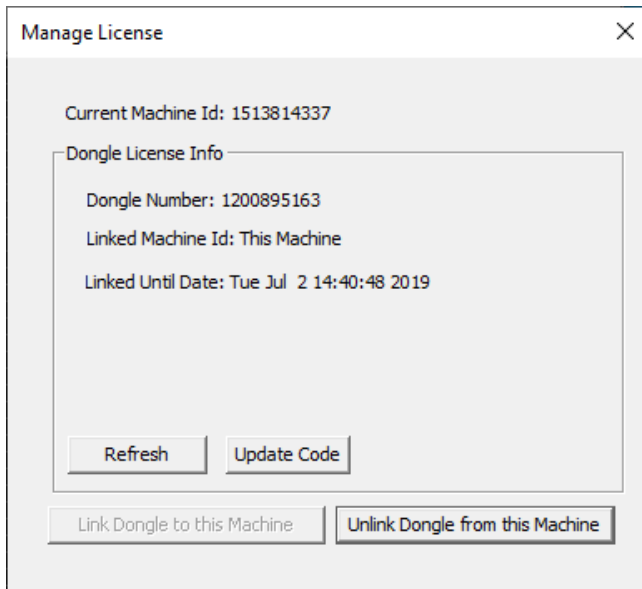 Manage License
Current Machine Id: 1513814337
Dongle License Info
Dongle Number: 1200895163
Linked Machine Id: This Machine
Linked Until Date: Tue Jul  2 14:40:48 2019
Refresh
Update Code
Link Dongle to this Machine
Unlink Dongle from this Machine